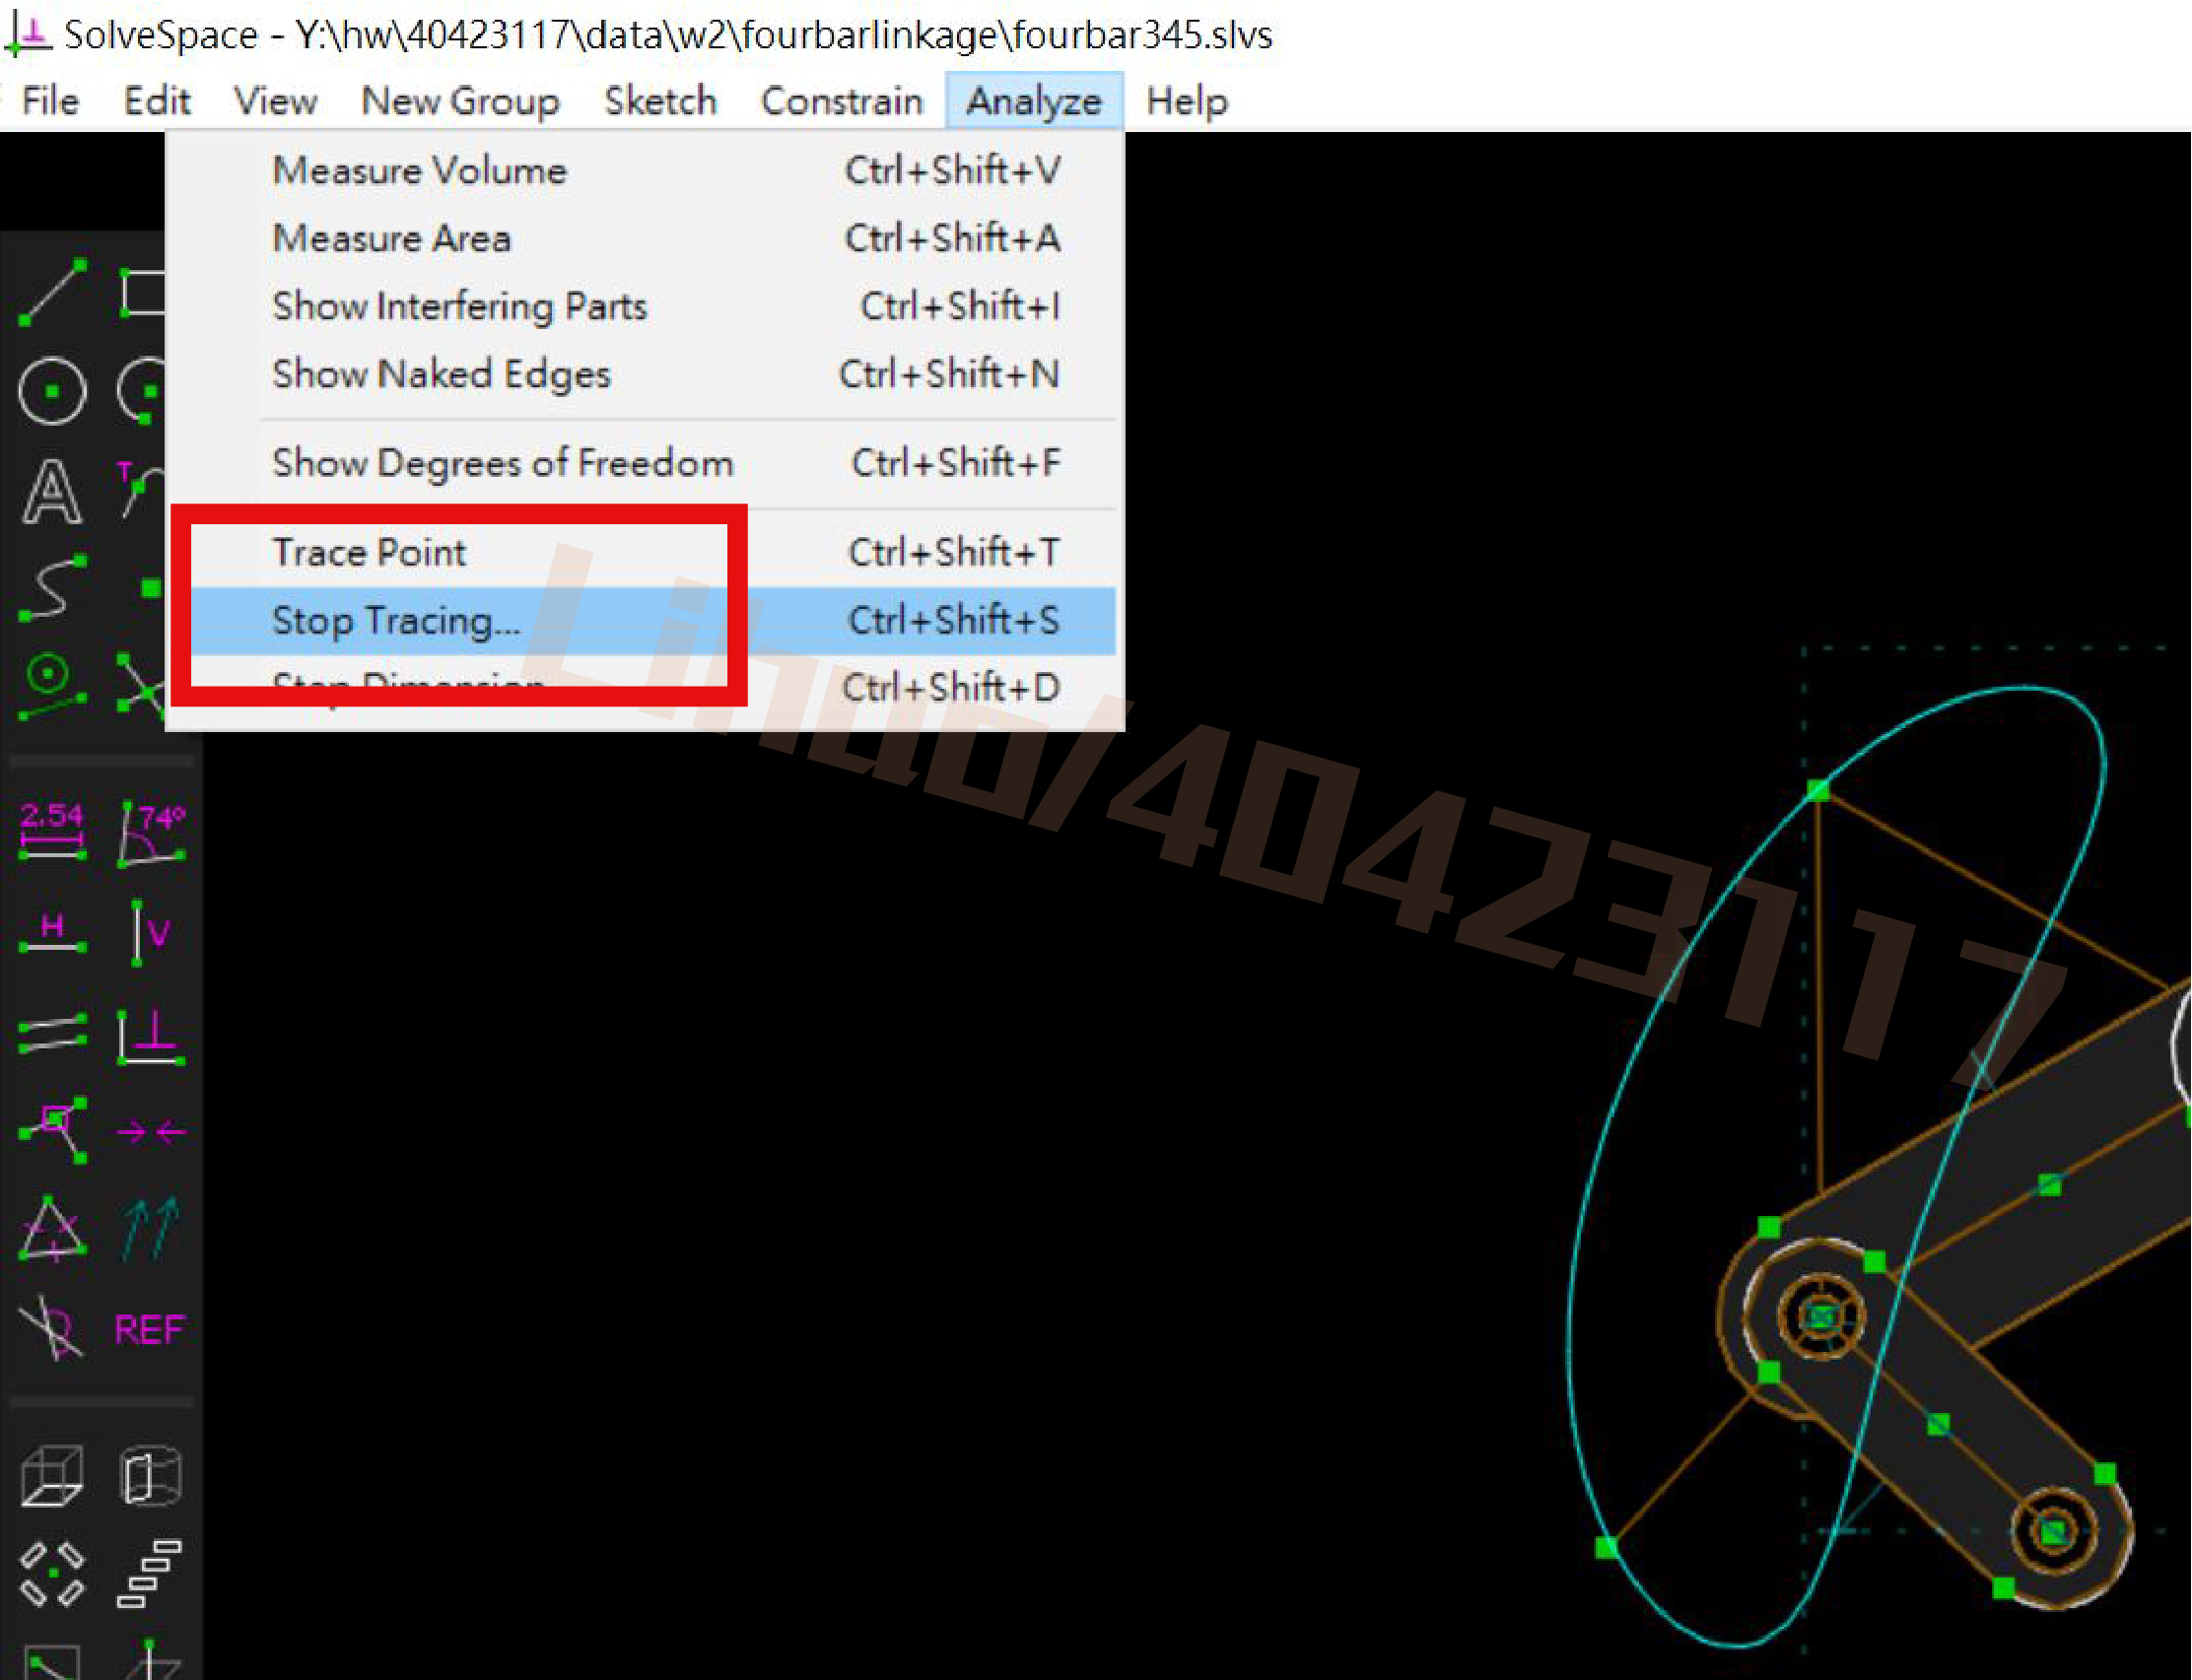 SolveSpace - Y:\hw\40423117\data\w2\fourbarlinkage\fourbar345.slvs
File Edit View New Group Sketch Constrain Analyze Help
Measure Volume Ctrl+Shift+V
Measure Area Ctrl+Shift+A
Show Interfering Parts Ctrl+Shift+I
Show Naked Edges Ctrl+Shift+N
Show Degrees of Freedom Ctrl+Shift+F
Trace Point Ctrl+Shift+T
Stop Tracing... Ctrl+Shift+S
Stop Dimension Ctrl+Shift+D
A T
2.54 74°
H V
REF
Lihuo/40423117